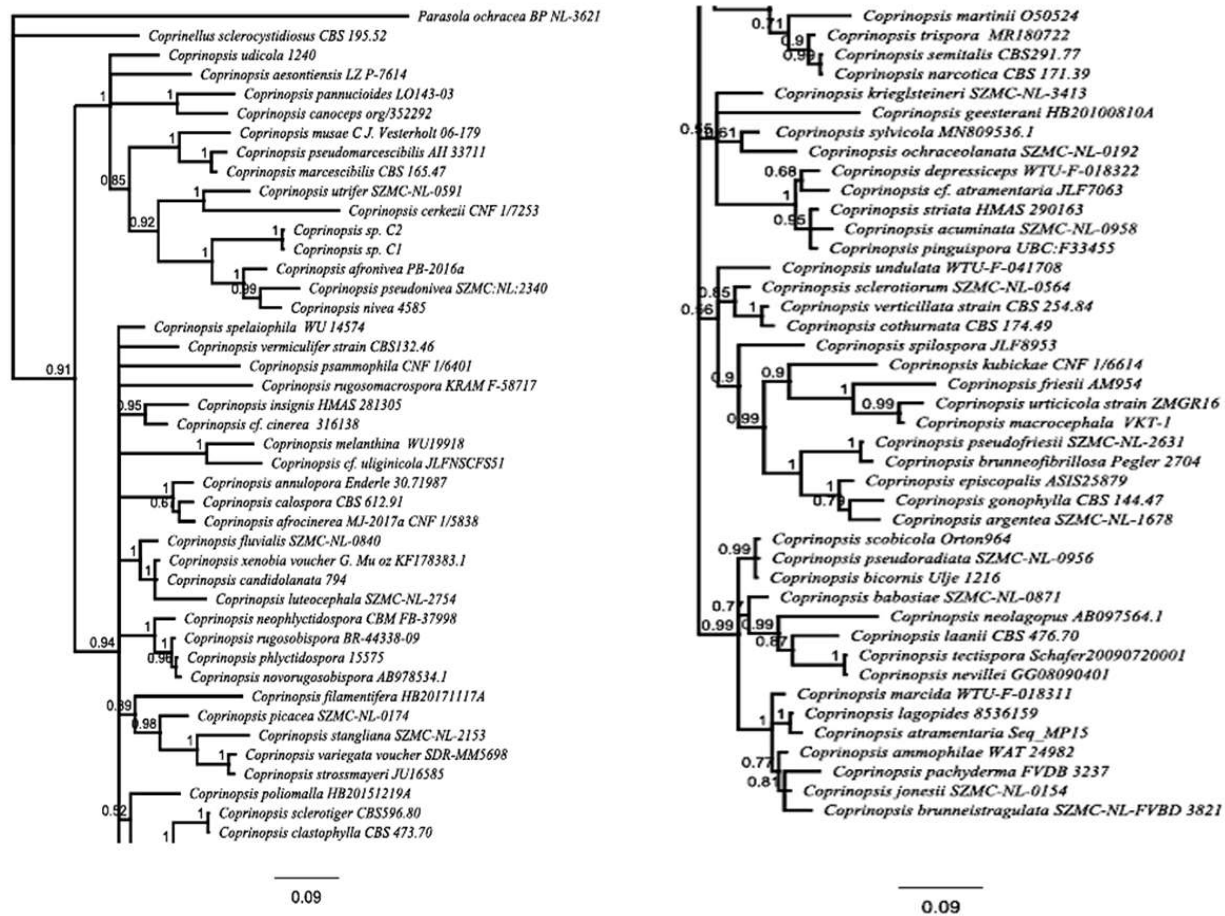 Parasola ochracea BP NL-3621
Coprinellus sclerocystidiosus CBS 195.52
Coprinopsis udicola 1240
Coprinopsis aesontiensis LZ P-7614
1
Coprinopsis pannucioides LO143-03
1
Coprinopsis canoceps org/352292
Coprinopsis musae C J. Vesterholt 06-179
1
Coprinopsis pseudomarcescibilis AH 33711
1
Coprinopsis marcescibilis CBS 165.47
0.85
Coprinopsis utrifer SZMC-NL-0591
1
Coprinopsis cerkezii CNF 1/7253
0.92
Coprinopsis sp. C2
1
Coprinopsis sp. C1
1
Coprinopsis afronivea PB-2016a
1
Coprinopsis pseudonivea SZMC:NL:2340
0.99
Coprinopsis nivea 4585
Coprinopsis spelaiophila WU 14574
Coprinopsis vermiculifer strain CBS132.46
0.91
Coprinopsis psammophila CNF 1/6401
Coprinopsis rugosomacrospora KRAM F-58717
Coprinopsis insignis HMAS 281305
0.95
Coprinopsis cf. cinerea 316138
Coprinopsis melanthina WU19918
1
Coprinopsis cf. uliginicola JLFNSCFS51
Coprinopsis annulopora Enderle 30.71987
1
Coprinopsis calospora CBS 612.91
Coprinopsis afrocinerea MJ-2017a CNF 1/5838
Coprinopsis fluvialis SZMC-NL-0840
1
Coprinopsis xenobia voucher G. Mu oz KF178383.1
1
Coprinopsis candidolanata 794
Coprinopsis luteocephala SZMC-NL-2754
Coprinopsis neophlyctidospora CBM FB-37998
1
0.94
Coprinopsis rugosobispora BR-44338-09
1
Coprinopsis phlyctidospora 15575
Coprinopsis novorugosobispora AB978534.1
Coprinopsis filamentifera HB20171117A
Coprinopsis picacea SZMC-NL-0174
0.98
Coprinopsis stangliana SZMC-NL-2153
1
Coprinopsis variegata voucher SDR-MM5698
1
Coprinopsis strossmayeri JU16585
Coprinopsis poliomalla HB20151219A
0.52
Coprinopsis sclerotiger CBS596.80
1
Coprinopsis clastophylla CBS 473.70
1
0.09
Coprinopsis martinii O50524
0.71
Coprinopsis trispora MR180722
0.9
Coprinopsis semitalis CBS291.77
0.99
Coprinopsis narcotica CBS 171.39
Coprinopsis krieglsteineri SZMC-NL-3413
Coprinopsis geesterani HB20100810A
0.61
Coprinopsis sylvicola MN809536.1
Coprinopsis ochraceolanata SZMC-NL-0192
0.68
Coprinopsis depressiceps WTU-F-018322
Coprinopsis cf. atramentaria JLF7063
1
Coprinopsis striata HMAS 290163
0.95
Coprinopsis acuminata SZMC-NL-0958
Coprinopsis pinguispora UBC:F33455
Coprinopsis undulata WTU-F-041708
0.85
Coprinopsis sclerotiorum SZMC-NL-0564
0.56
Coprinopsis verticillata strain CBS 254.84
1
Coprinopsis cothurnata CBS 174.49
Coprinopsis spilospora JLF8953
Coprinopsis kubickae CNF 1/6614
0.9
0.9
Coprinopsis friesii AM954
1
Coprinopsis urticicola strain ZMGR16
0.99
Coprinopsis macrocephala VKT-1
0.99
Coprinopsis pseudofriesii SZMC-NL-2631
1
Coprinopsis brunneofibrillosa Pegler 2704
1
Coprinopsis episcopalis ASIS25879
1
Coprinopsis gonophylla CBS 144.47
Coprinopsis argentea SZMC-NL-1678
Coprinopsis scobicola Orton964
0.99
Coprinopsis pseudoradiata SZMC-NL-0956
Coprinopsis bicornis Ulje 1216
Coprinopsis babosiae SZMC-NL-0871
0.77
Coprinopsis neolagopus AB097564.1
0.99
0.99
Coprinopsis laanii CBS 476.70
0.87
Coprinopsis tectispora Schafer20090720001
1
Coprinopsis nevillei GG08090401
Coprinopsis marcida WTU-F-018311
Coprinopsis lagopides 8536159
1
1
Coprinopsis atramentaria Seq_MP15
Coprinopsis ammophilae WAT 24982
0.77
Coprinopsis pachyderma FVDB 3237
0.81
Coprinopsis jonesii SZMC-NL-0154
Coprinopsis brunneistragulata SZMC-NL-FVBD 3821
0.09